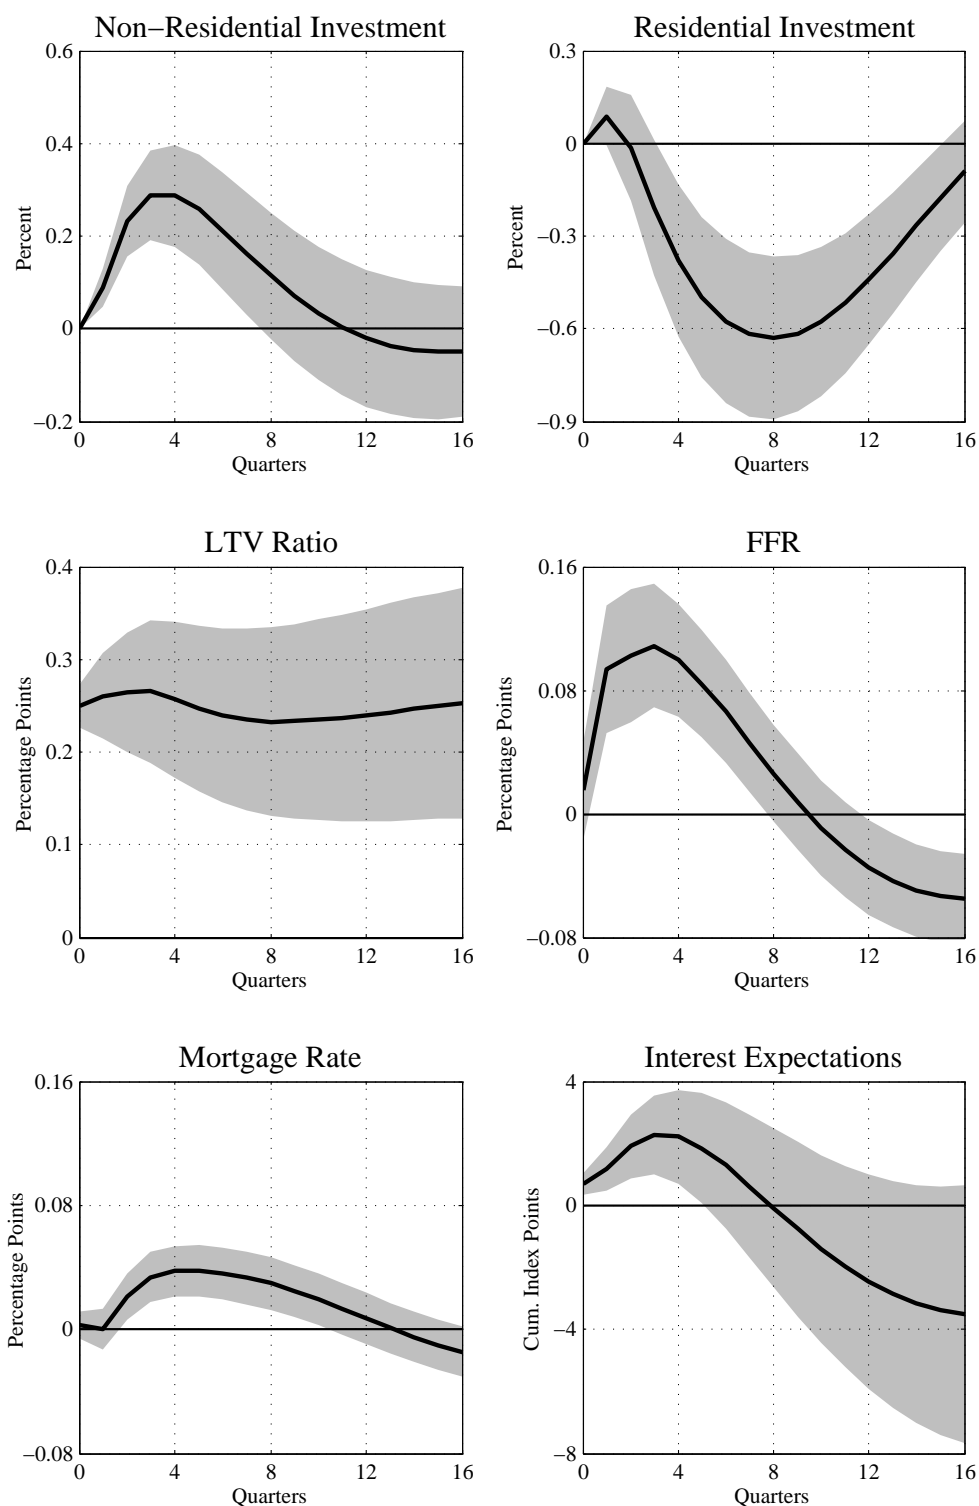 Non−Residential Investment
0.6
0.4
0.2
0
−0.2
Percent
0 4 8 12 16
Quarters
Residential Investment
0.3
0
−0.3
−0.6
−0.9
Percent
0 4 8 12 16
Quarters
LTV Ratio
0.4
0.3
0.2
0.1
0
Percentage Points
0 4 8 12 16
Quarters
FFR
0.16
0.08
0
−0.08
Percentage Points
0 4 8 12 16
Quarters
Mortgage Rate
0.16
0.08
0
−0.08
Percentage Points
0 4 8 12 16
Quarters
Interest Expectations
4
0
−4
−8
Cum. Index Points
0 4 8 12 16
Quarters